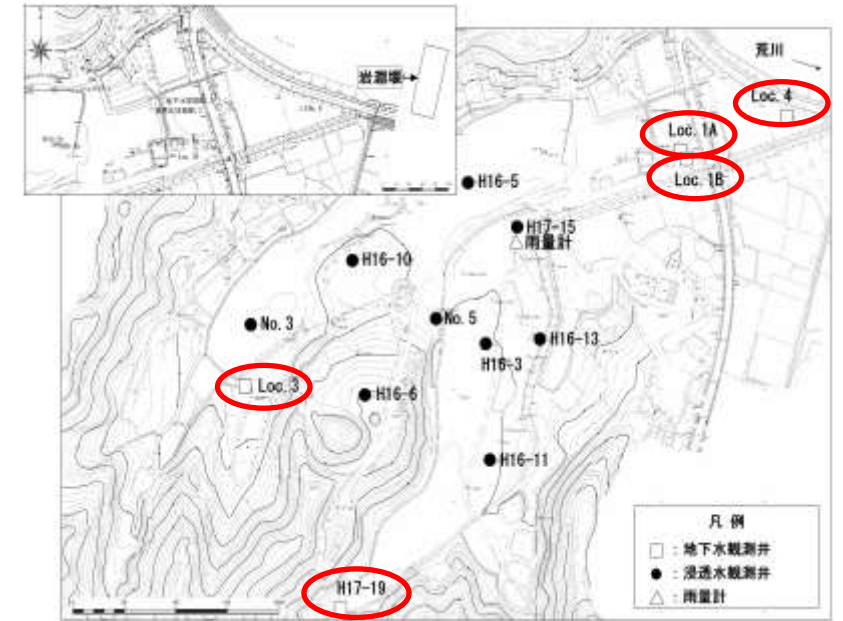 岩淵堰
荒川
Loc. 4
Loc. 1A
Loc. 1B
H16-5
H17-15
雨量計
H16-10
No. 3
No. 5
H16-13
H16-3
Loc. 3
H16-6
H16-11
H17-19
凡 例
□ : 地下水観測井
● : 浸透水観測井
△ : 雨量計